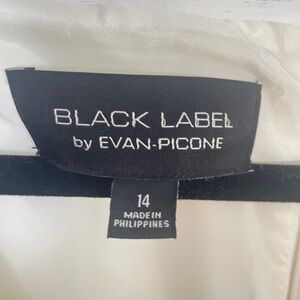 BLACK LABEL
by EVAN-PICONE
14
MADE IN
PHILIPPINES